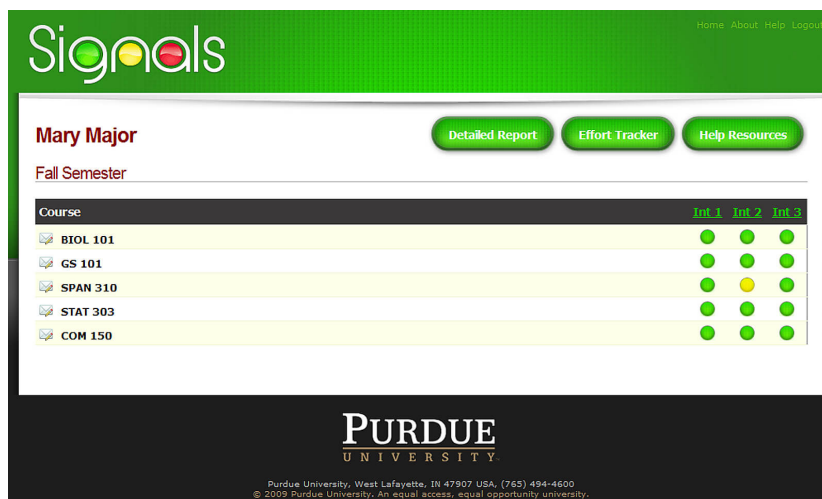 Home About Help Logout
Signals
Mary Major
Detailed Report Effort Tracker Help Resources
Fall Semester
Course Int 1 Int 2 Int 3
BIOL 101
GS 101
SPAN 310
STAT 303
COM 150
PURDUE
UNIVERSITY
Purdue University, West Lafayette, IN 47907 USA, (765) 494-4600
© 2009 Purdue University. An equal access, equal opportunity university.